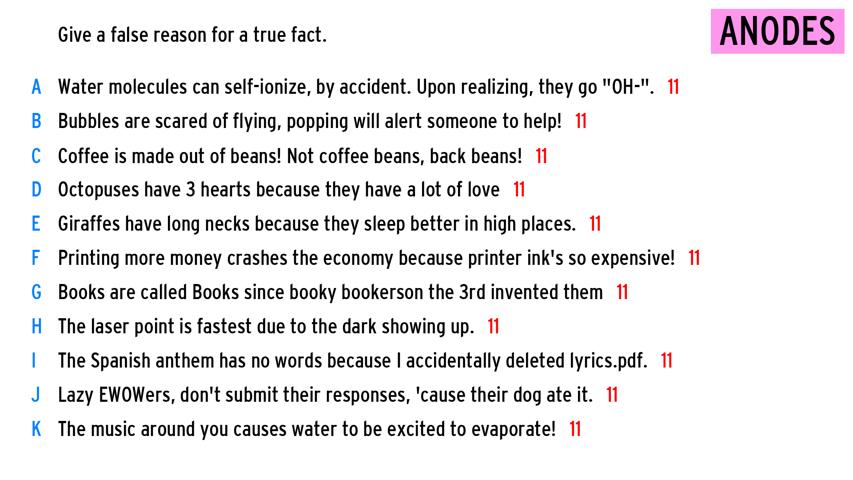 Give a false reason for a true fact.
ANODES
A Water molecules can self-ionize, by accident. Upon realizing, they go "OH-". 11
B Bubbles are scared of flying, popping will alert someone to help! 11
C Coffee is made out of beans! Not coffee beans, back beans! 11
D Octopuses have 3 hearts because they have a lot of love 11
E Giraffes have long necks because they sleep better in high places. 11
F Printing more money crashes the economy because printer ink's so expensive! 11
G Books are called Books since booky bookerson the 3rd invented them 11
H The laser point is fastest due to the dark showing up. 11
I The Spanish anthem has no words because I accidentally deleted lyrics.pdf. 11
J Lazy EWOWers, don't submit their responses, 'cause their dog ate it. 11
K The music around you causes water to be excited to evaporate! 11